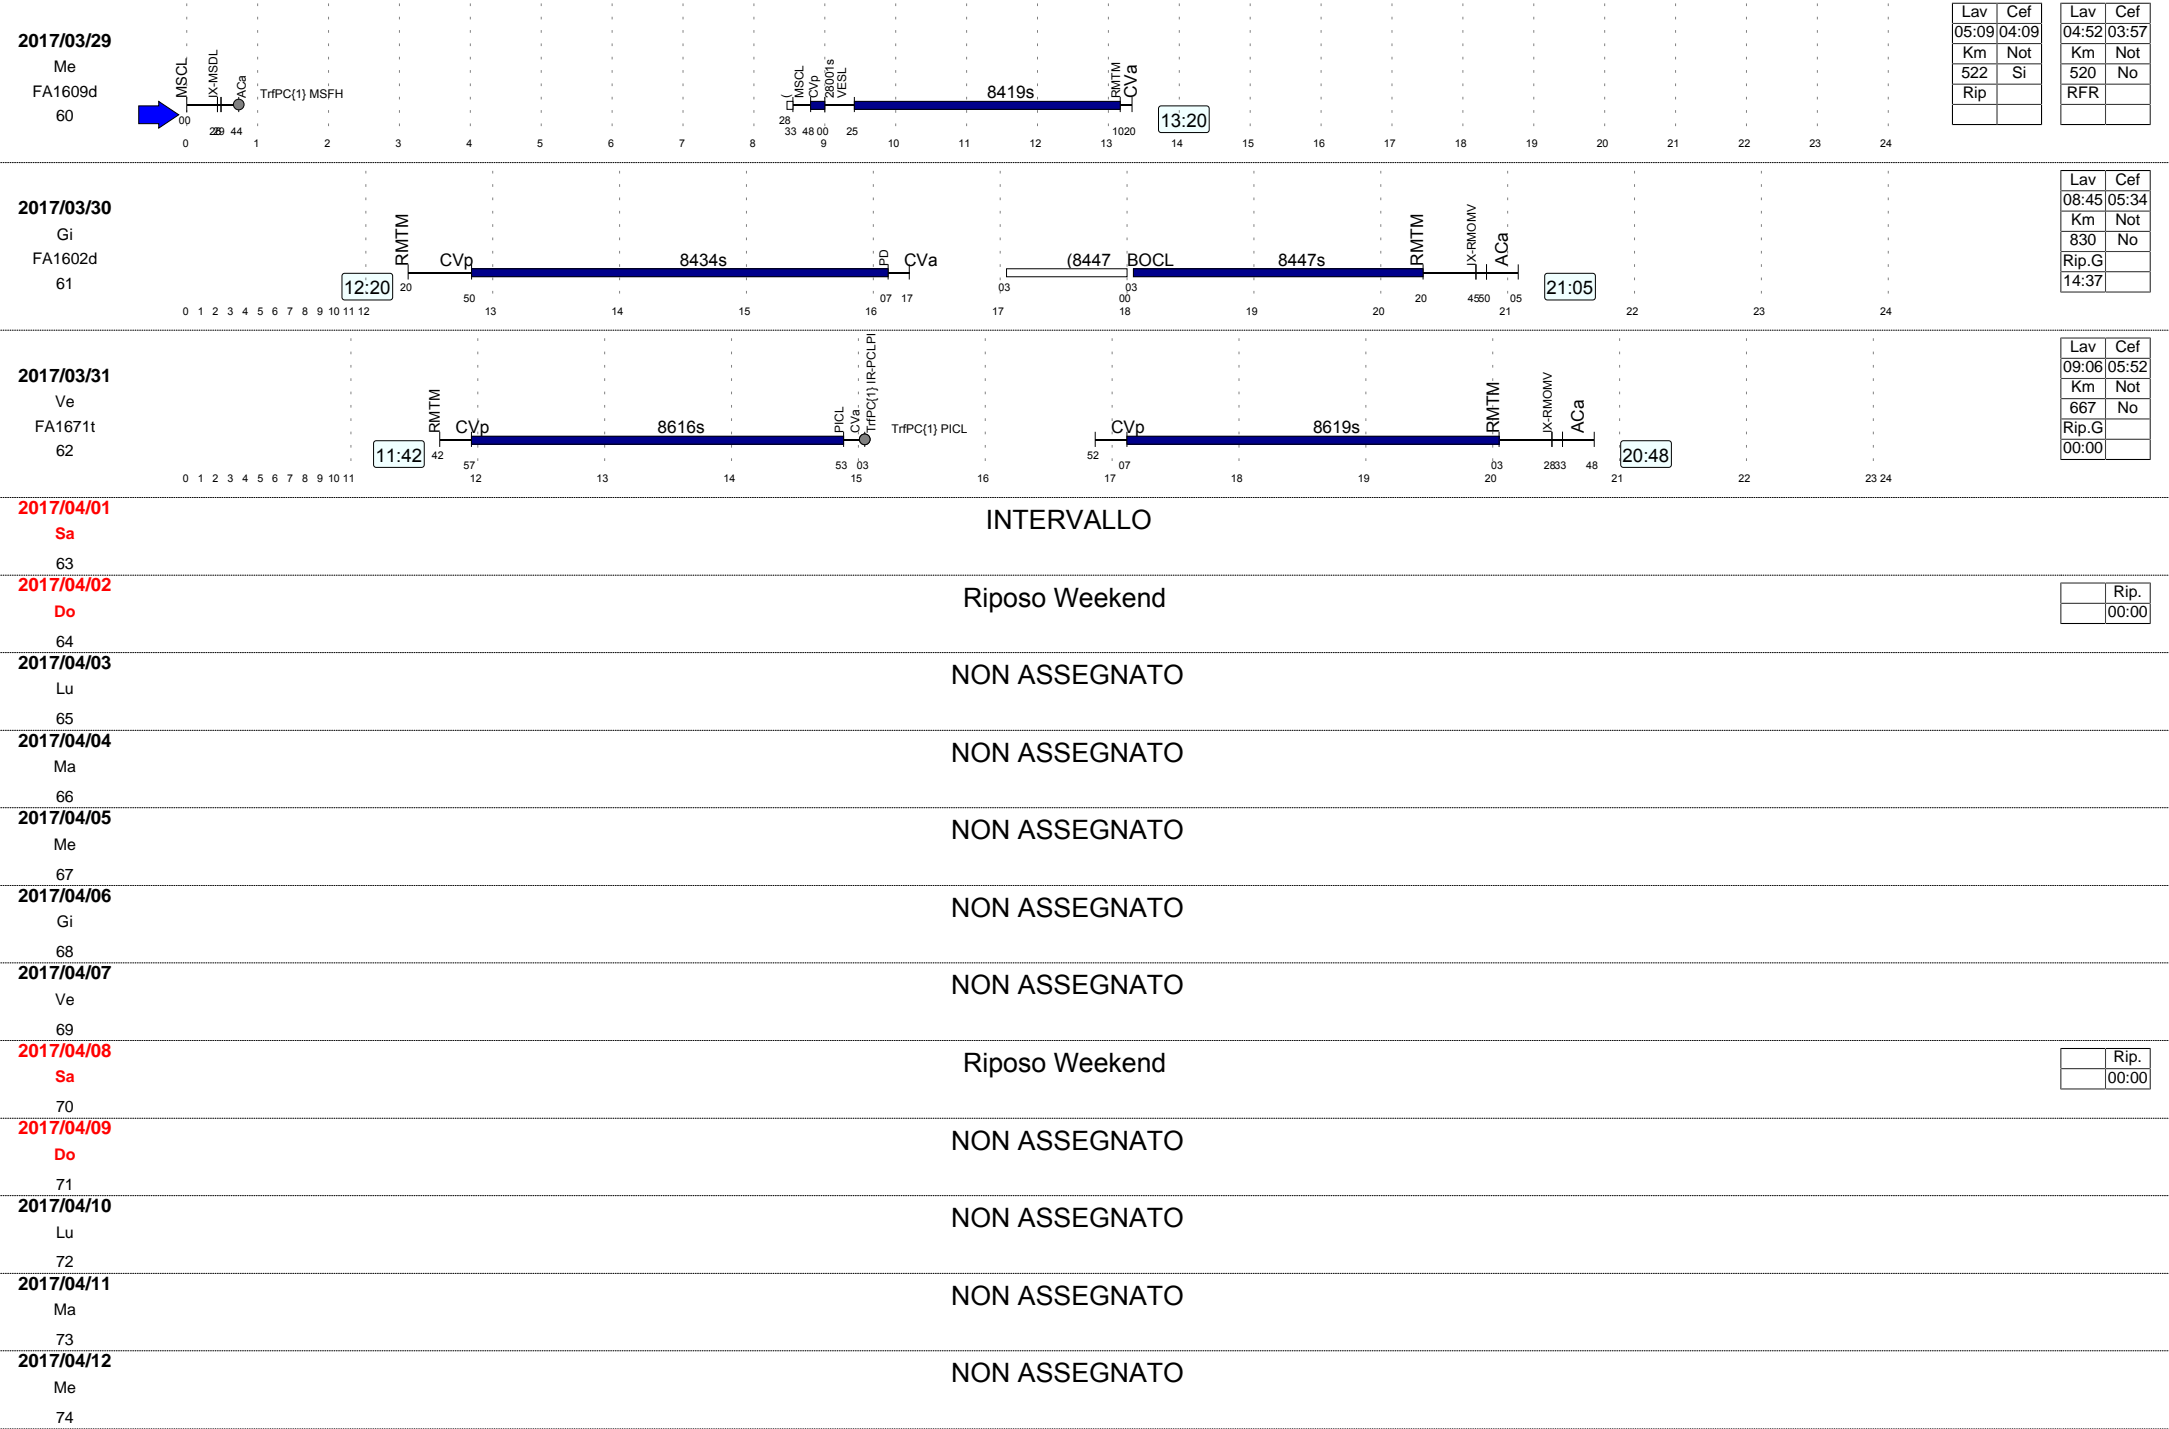 Lav Cef Lav Cef
2017/03/29 05:09 04:09 04:52 03:57
Me Km Not Km Not
MSCL IX-MSDL ACa TrfPC{1} MSFH ( MSCL CVp 28001s VESL 8419s RMTM CVa
FA1609d 522 Si 520 No
60 Rip RFR
00 26 29 44 28 33 48 00 25 10 20 13:20
0 1 2 3 4 5 6 7 8 9 10 11 12 13 14 15 16 17 18 19 20 21 22 23 24
Lav Cef
2017/03/30 08:45 05:34
Gi Km Not
RMTM CVp 8434s PD CVa (8447 BOCL 8447s RMTM IX-RMOMV ACa
FA1602d 830 No
Rip.G
61 14:37
12:20 20 50 07 17 03 00 03 20 45 50 05 21:05
0 1 2 3 4 5 6 7 8 9 10 11 12 13 14 15 16 17 18 19 20 21 22 23 24
Lav Cef
2017/03/31 09:06 05:52
Ve Km Not
RMTM CVp 8616s PICL CVa TrfPC{1} IR-PCLPI TrfPC{1} PICL CVp 8619s RMTM IX-RMOMV ACa
FA1671t 667 No
Rip.G
62 00:00
11:42 42 57 53 03 52 07 03 28 33 48 20:48
0 1 2 3 4 5 6 7 8 9 10 11 12 13 14 15 16 17 18 19 20 21 22 23 24
2017/04/01
INTERVALLO
Sa
63
2017/04/02
Riposo Weekend Rip.
Do 00:00
64
2017/04/03
NON ASSEGNATO
Lu
65
2017/04/04
NON ASSEGNATO
Ma
66
2017/04/05
NON ASSEGNATO
Me
67
2017/04/06
NON ASSEGNATO
Gi
68
2017/04/07
NON ASSEGNATO
Ve
69
2017/04/08
Riposo Weekend Rip.
Sa 00:00
70
2017/04/09
NON ASSEGNATO
Do
71
2017/04/10
NON ASSEGNATO
Lu
72
2017/04/11
NON ASSEGNATO
Ma
73
2017/04/12
NON ASSEGNATO
Me
74